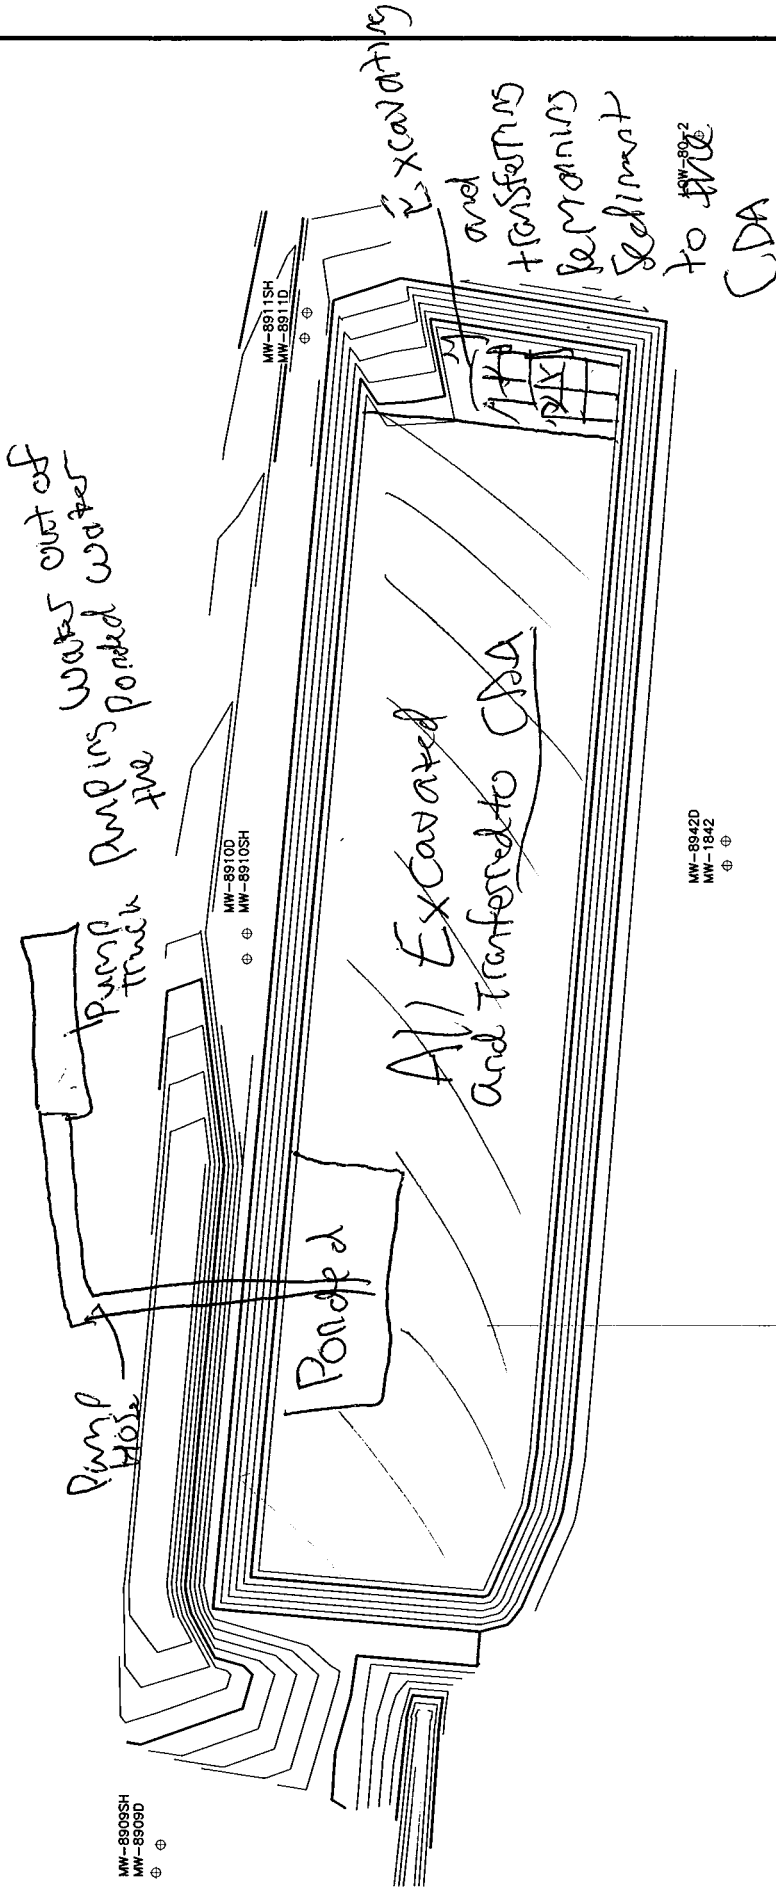 Excavating
and
transferring
remaining
sediment
to the
CDA
MW-8911SH
MW-8911D
Pumping water out of
the Ponded water
Pump
truck
MW-8910D
MW-8910SH
All Excavated
and Tranferred to CDA
MW-8942D
MW-1842
Ponded
Pump
Hose
MW-8909SH
MW-8909D